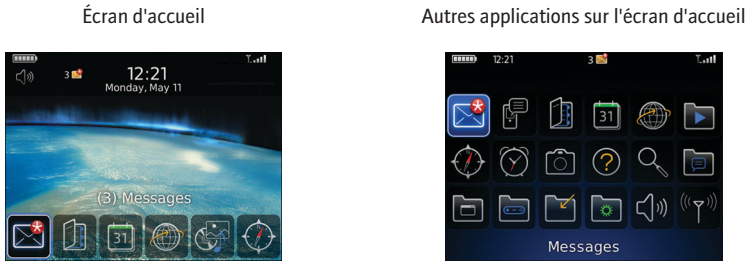 Écran d'accueil
Autres applications sur l'écran d'accueil
3
12:21
Monday, May 11
(3) Messages
31
12:21
3
31
Messages